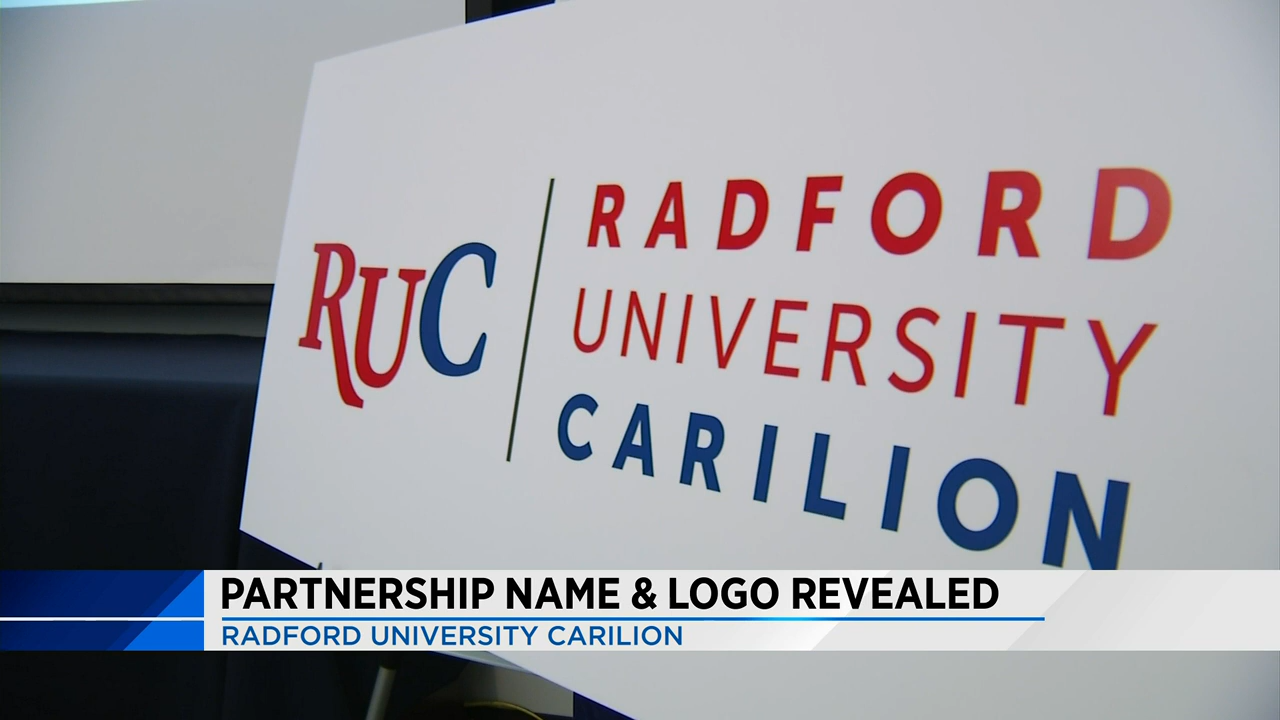 RUC
RADFORD
UNIVERSITY
CARILION
PARTNERSHIP NAME & LOGO REVEALED
RADFORD UNIVERSITY CARILION